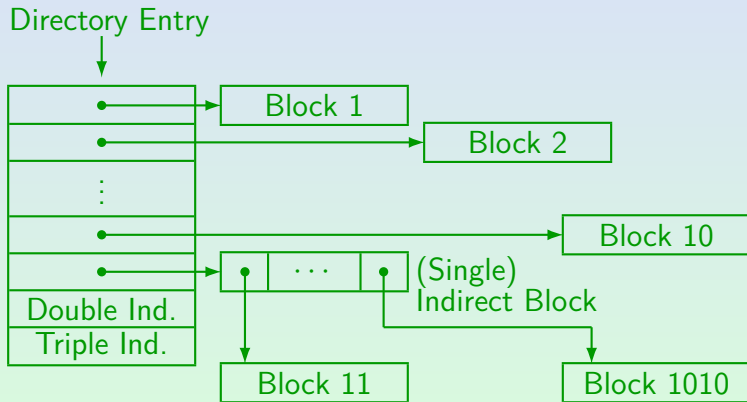 Directory Entry
Block 1
Block 2
⋮
Block 10
⋯ (Single)
Indirect Block
Double Ind.
Triple Ind.
Block 11
Block 1010